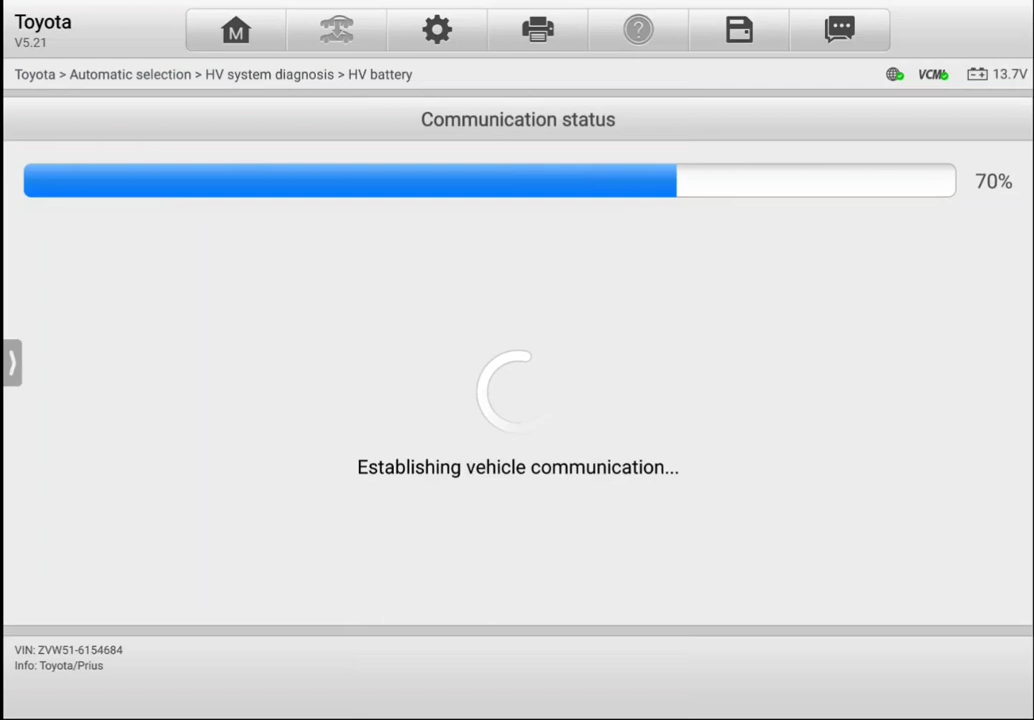 Toyota
V5.21
M
?
Toyota > Automatic selection > HV system diagnosis > HV battery
VCMI
13.7V
Communication status
70%
Establishing vehicle communication...
VIN: ZVW51-6154684
Info: Toyota/Prius